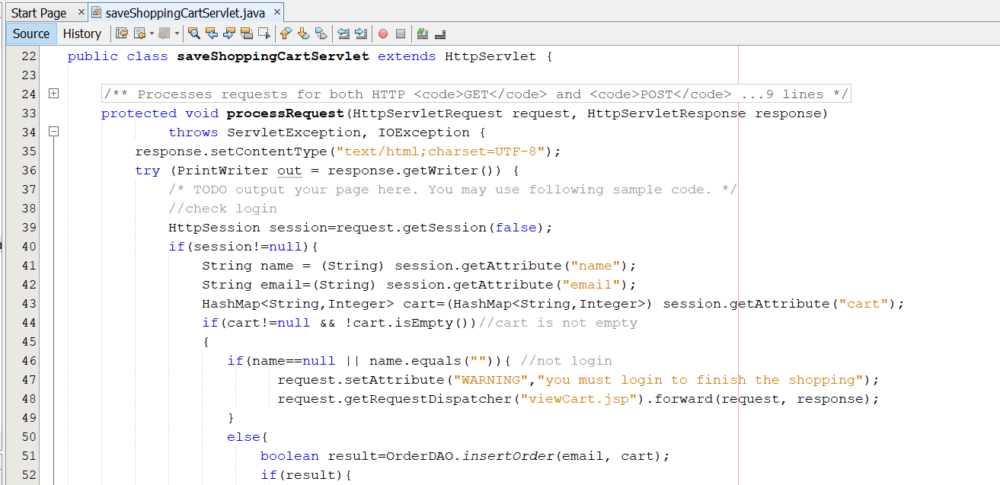 Start Page × saveShoppingCartServlet.java ×
Source History
22 public class saveShoppingCartServlet extends HttpServlet {
23
24 /** Processes requests for both HTTP <code>GET</code> and <code>POST</code> ...9 lines */
33 protected void processRequest(HttpServletRequest request, HttpServletResponse response)
34 throws ServletException, IOException {
35 response.setContentType("text/html;charset=UTF-8");
36 try (PrintWriter out = response.getWriter()) {
37 /* TODO output your page here. You may use following sample code. */
38 //check login
39 HttpSession session=request.getSession(false);
40 if(session!=null){
41 String name = (String) session.getAttribute("name");
42 String email=(String) session.getAttribute("email");
43 HashMap<String,Integer> cart=(HashMap<String,Integer>) session.getAttribute("cart");
44 if(cart!=null && !cart.isEmpty())//cart is not empty
45 {
46 if(name==null || name.equals("")){ //not login
47 request.setAttribute("WARNING","you must login to finish the shopping");
48 request.getRequestDispatcher("viewCart.jsp").forward(request, response);
49 }
50 else{
51 boolean result=OrderDAO.insertOrder(email, cart);
52 if(result){